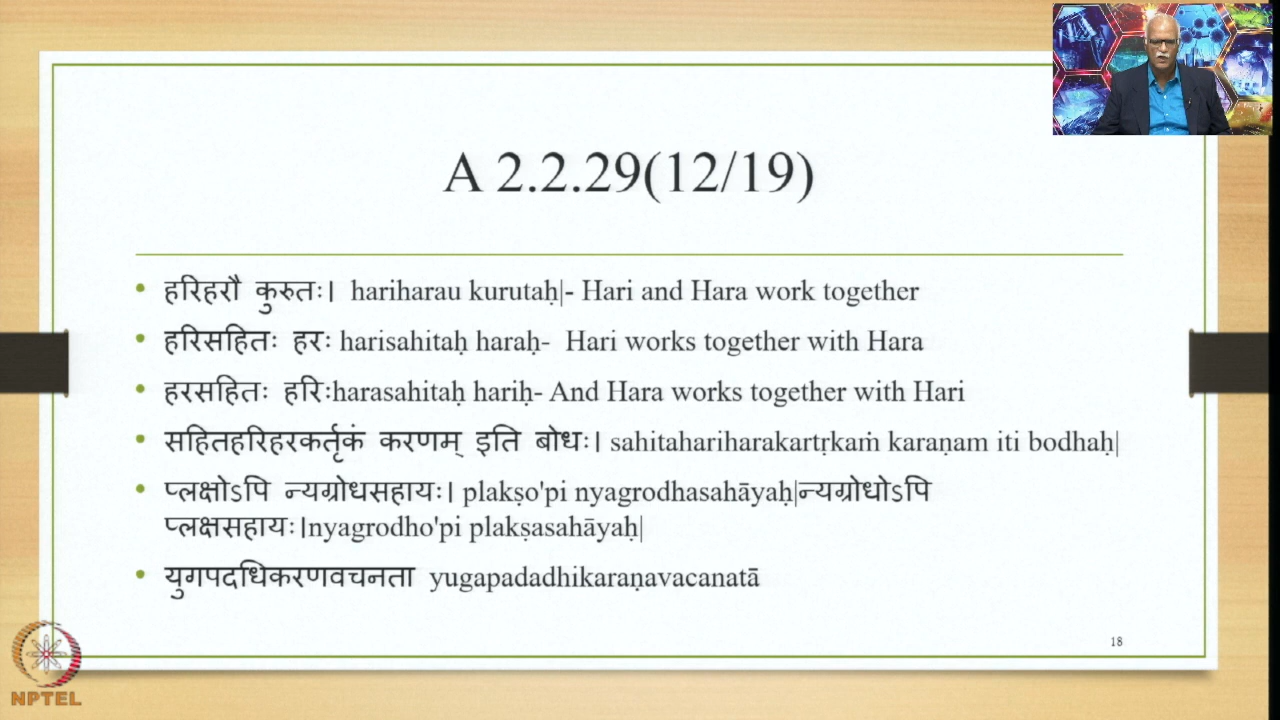 A 2.2.29(12/19)
हरिहरौ कुरुतः। hariharau kurutaḥ|- Hari and Hara work together
हरिसहितः हरः harisahitaḥ haraḥ- Hari works together with Hara
हरसहितः हरिःharasahitaḥ hariḥ- And Hara works together with Hari
सहितहरिहरकर्तृकं करणम् इति बोधः। sahitahariharakartṛkaṁ karaṇam iti bodhaḥ|
प्लक्षोऽपि न्यग्रोधसहायः। plakṣo'pi nyagrodhasahāyaḥ|न्यग्रोधोऽपि
प्लक्षसहायः।nyagrodho'pi plakṣasahāyaḥ|
युगपदधिकरणवचनता yugapadadhikaraṇavacanatā
18
NPTEL